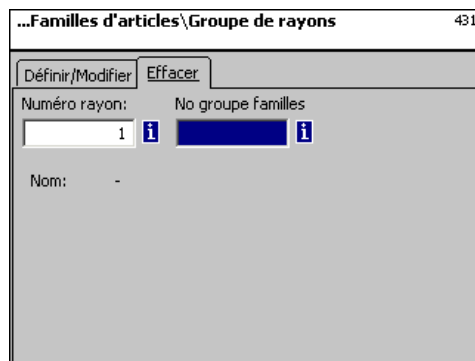 ...Familles d'articles\Groupe de rayons 431
Définir/Modifier Effacer
Numéro rayon: No groupe familles
1 i i
Nom: -